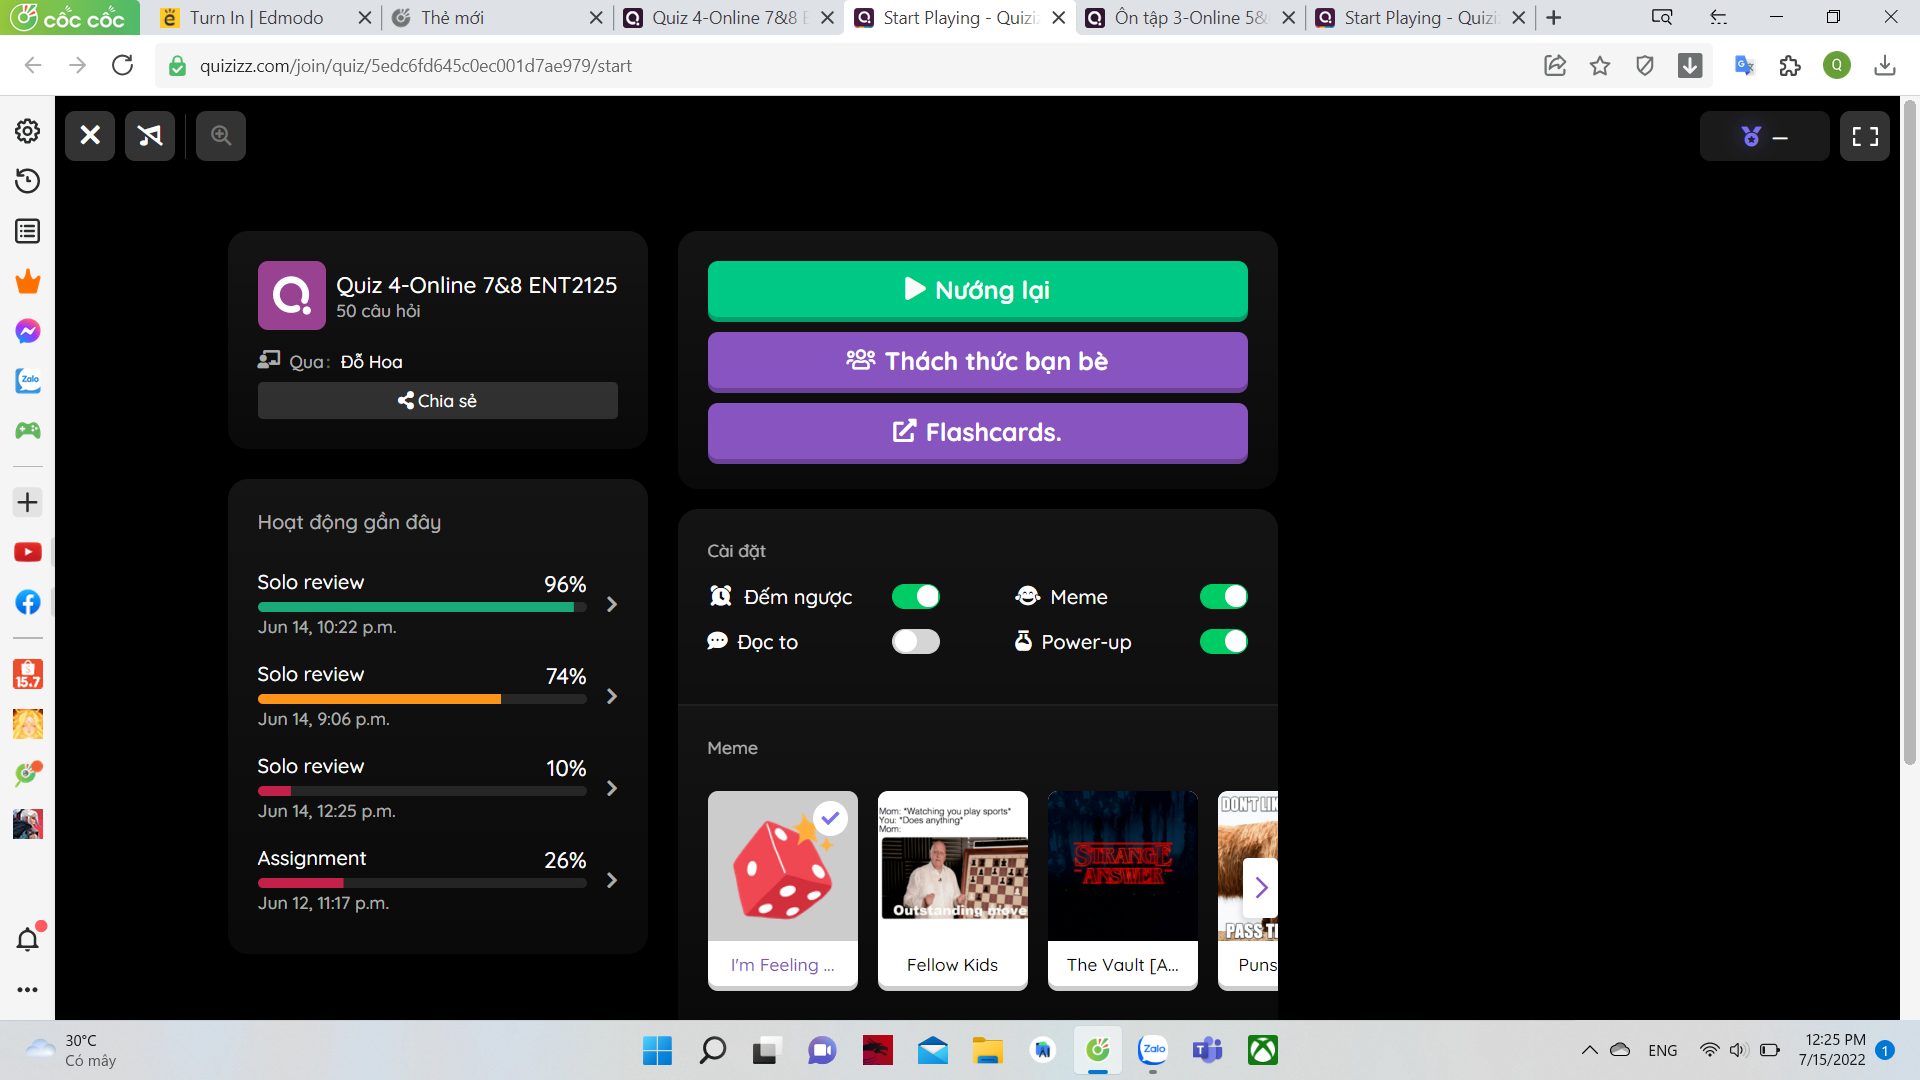 cốc cốc
Turn In | Edmodo
Thẻ mới
Quiz 4-Online 7&8 E
Start Playing - Quizi
Ôn tập 3-Online 5&
Start Playing - Quizi
quizizz.com/join/quiz/5edc6fd645c0ec001d7ae979/start
Q
–
Quiz 4-Online 7&8 ENT2125
50 câu hỏi
Qua: Đỗ Hoa
Chia sẻ
Nướng lại
Thách thức bạn bè
Flashcards.
Hoạt động gần đây
Solo review 96%
Jun 14, 10:22 p.m.
Solo review 74%
Jun 14, 9:06 p.m.
Solo review 10%
Jun 14, 12:25 p.m.
Assignment 26%
Jun 12, 11:17 p.m.
Cài đặt
Đếm ngược
Meme
Đọc to
Power-up
Meme
Mom: *Watching you play sports*
You: *Does anything*
Mom:
Outstanding move
STRANGE
ANSWER
DON'T LIK
PASS TH
I'm Feeling ...
Fellow Kids
The Vault [A...
Puns
Zalo
15.7
30°C
Có mây
Zalo
ENG
12:25 PM
7/15/2022
1